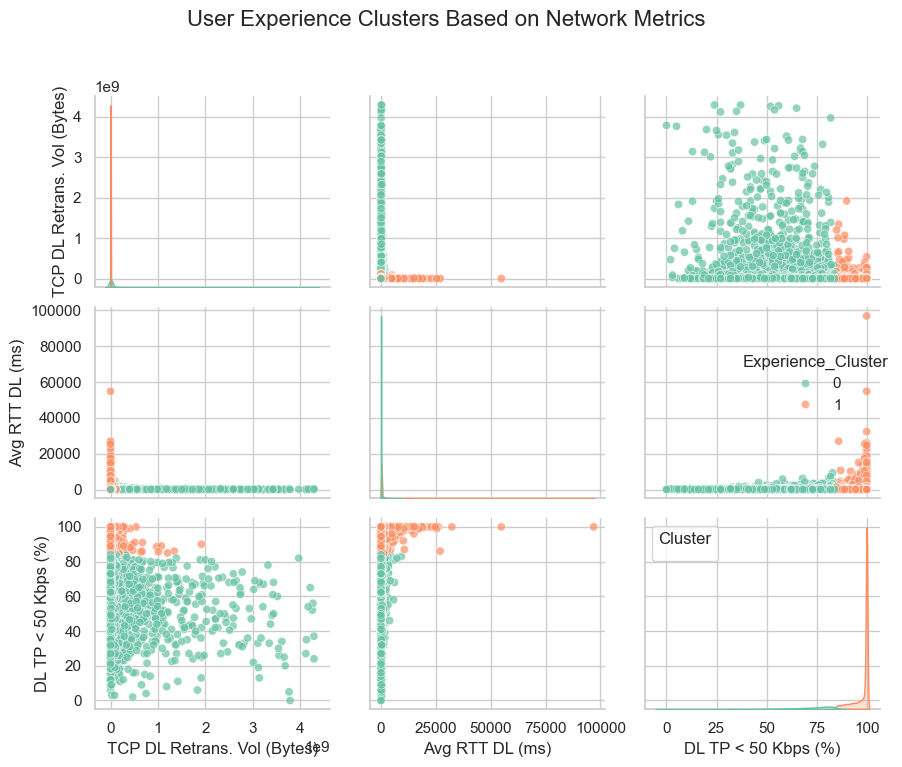 User Experience Clusters Based on Network Metrics
1e9
TCP DL Retrans. Vol (Bytes)
4
3
2
1
0
Avg RTT DL (ms)
100000
80000
60000
40000
20000
0
Experience_Cluster
0
1
DL TP < 50 Kbps (%)
100
80
60
40
20
0
Cluster
0 1 2 3 4
1e9
TCP DL Retrans. Vol (Bytes)
0 25000 50000 75000 100000
Avg RTT DL (ms)
0 25 50 75 100
DL TP < 50 Kbps (%)